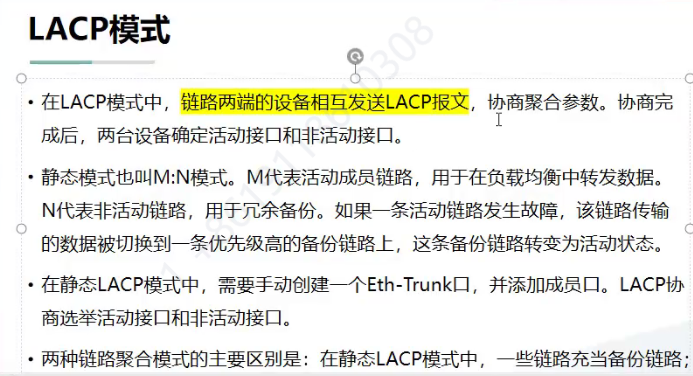 LACP模式
• 在LACP模式中，链路两端的设备相互发送LACP报文，协商聚合参数。协商完
成后，两台设备确定活动接口和非活动接口。
• 静态模式也叫M:N模式。M代表活动成员链路，用于在负载均衡中转发数据。
N代表非活动链路，用于冗余备份。如果一条活动链路发生故障，该链路传输
的数据被切换到一条优先级高的备份链路上，这条备份链路转变为活动状态。
• 在静态LACP模式中，需要手动创建一个Eth-Trunk口，并添加成员口。LACP协
商选举活动接口和非活动接口。
• 两种链路聚合模式的主要区别是：在静态LACP模式中，一些链路充当备份链路；